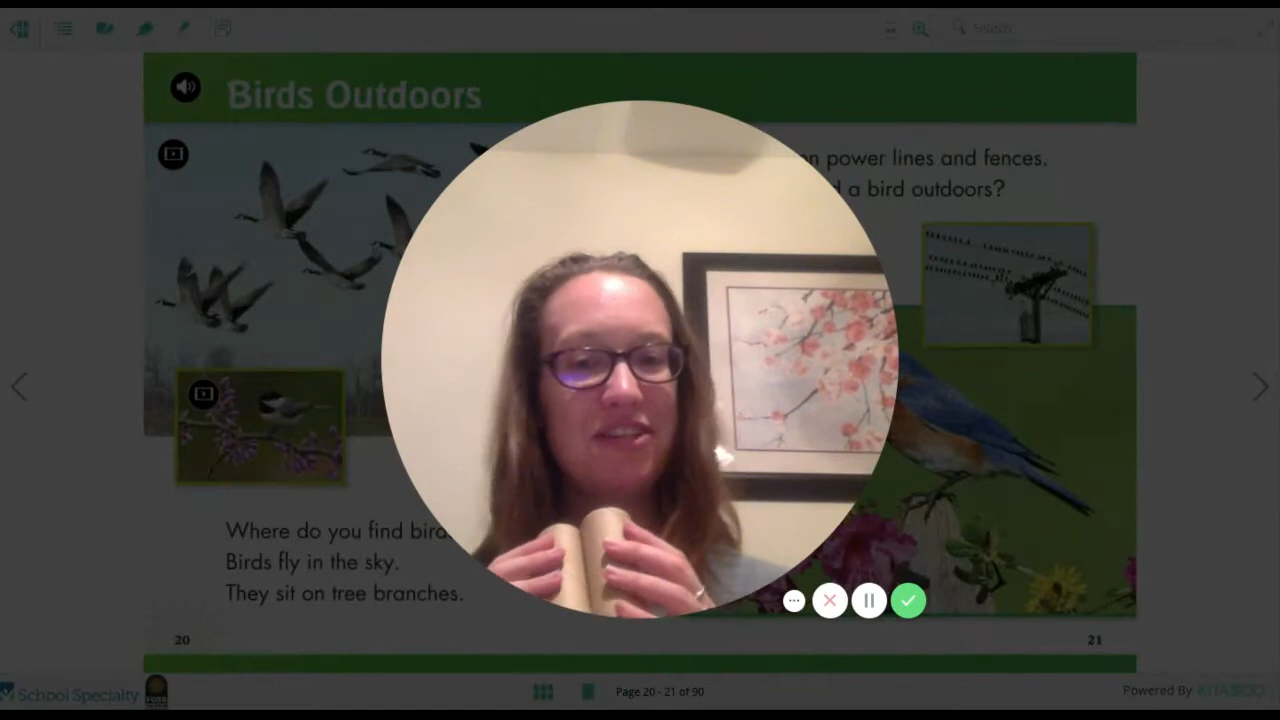 Search
Birds Outdoors
n power lines and fences.
d a bird outdoors?
Where do you find bird
Birds fly in the sky.
They sit on tree branches.
20
21
School Specialty
Page 20 - 21 of 90
Powered By KITABOO